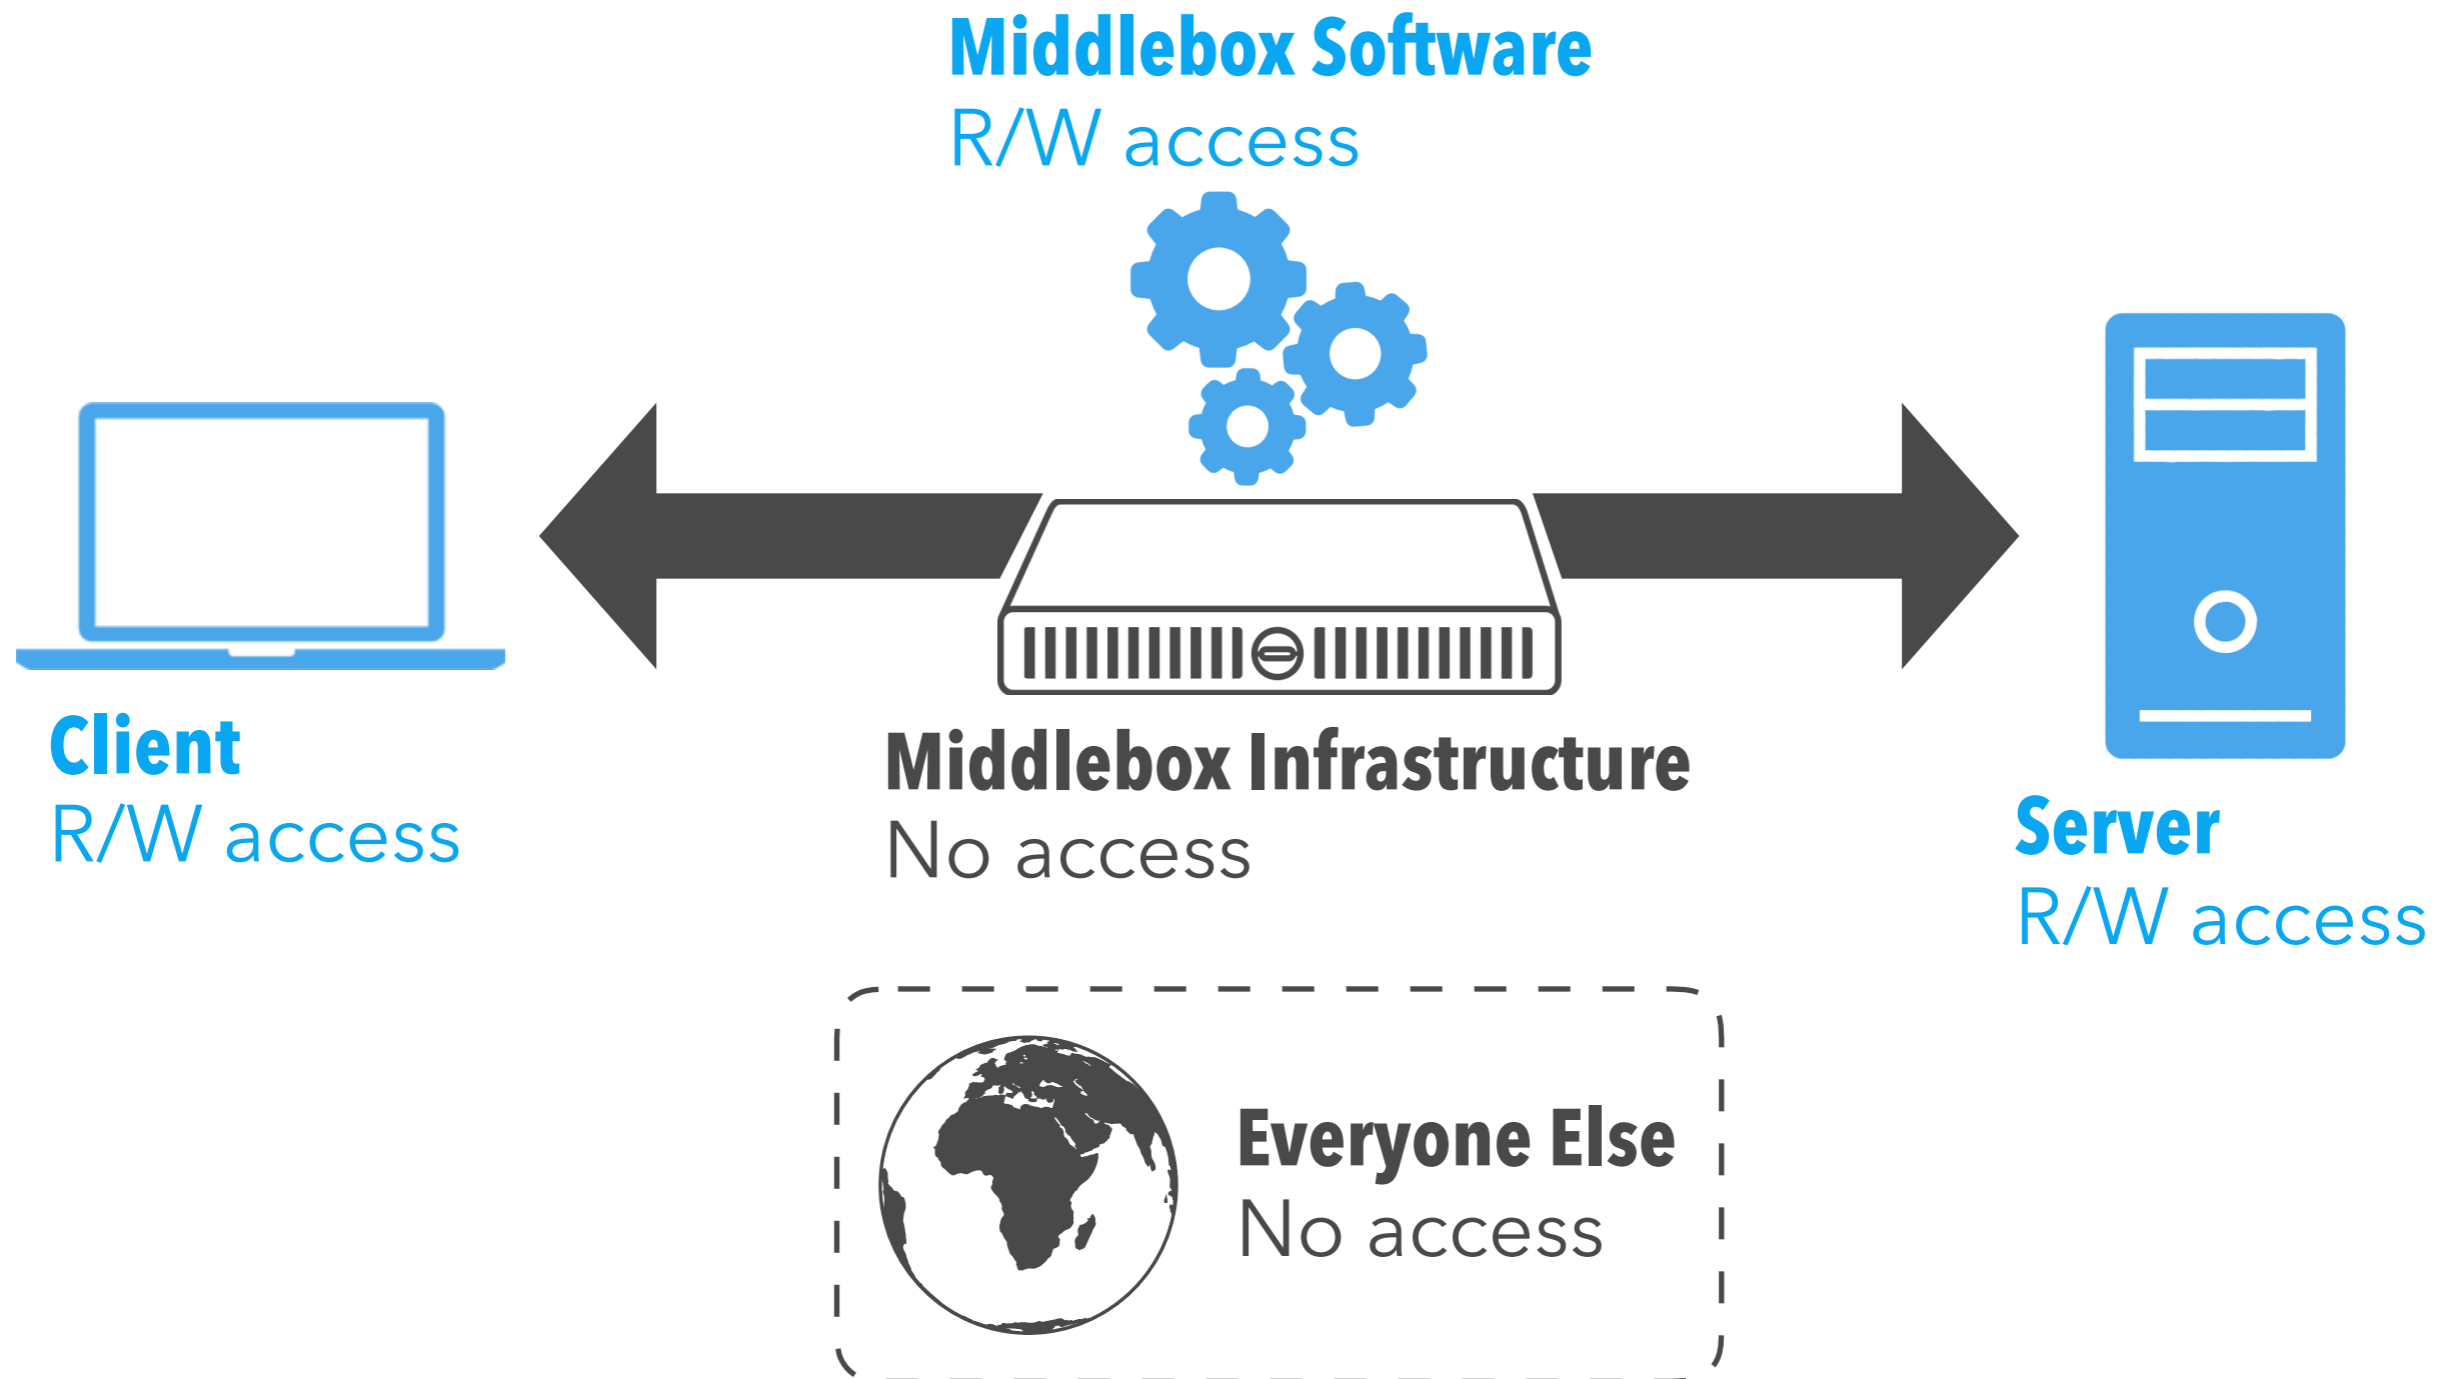 Middlebox Software
R/W access
Client
R/W access
Middlebox Infrastructure
No access
Server
R/W access
Everyone Else
No access